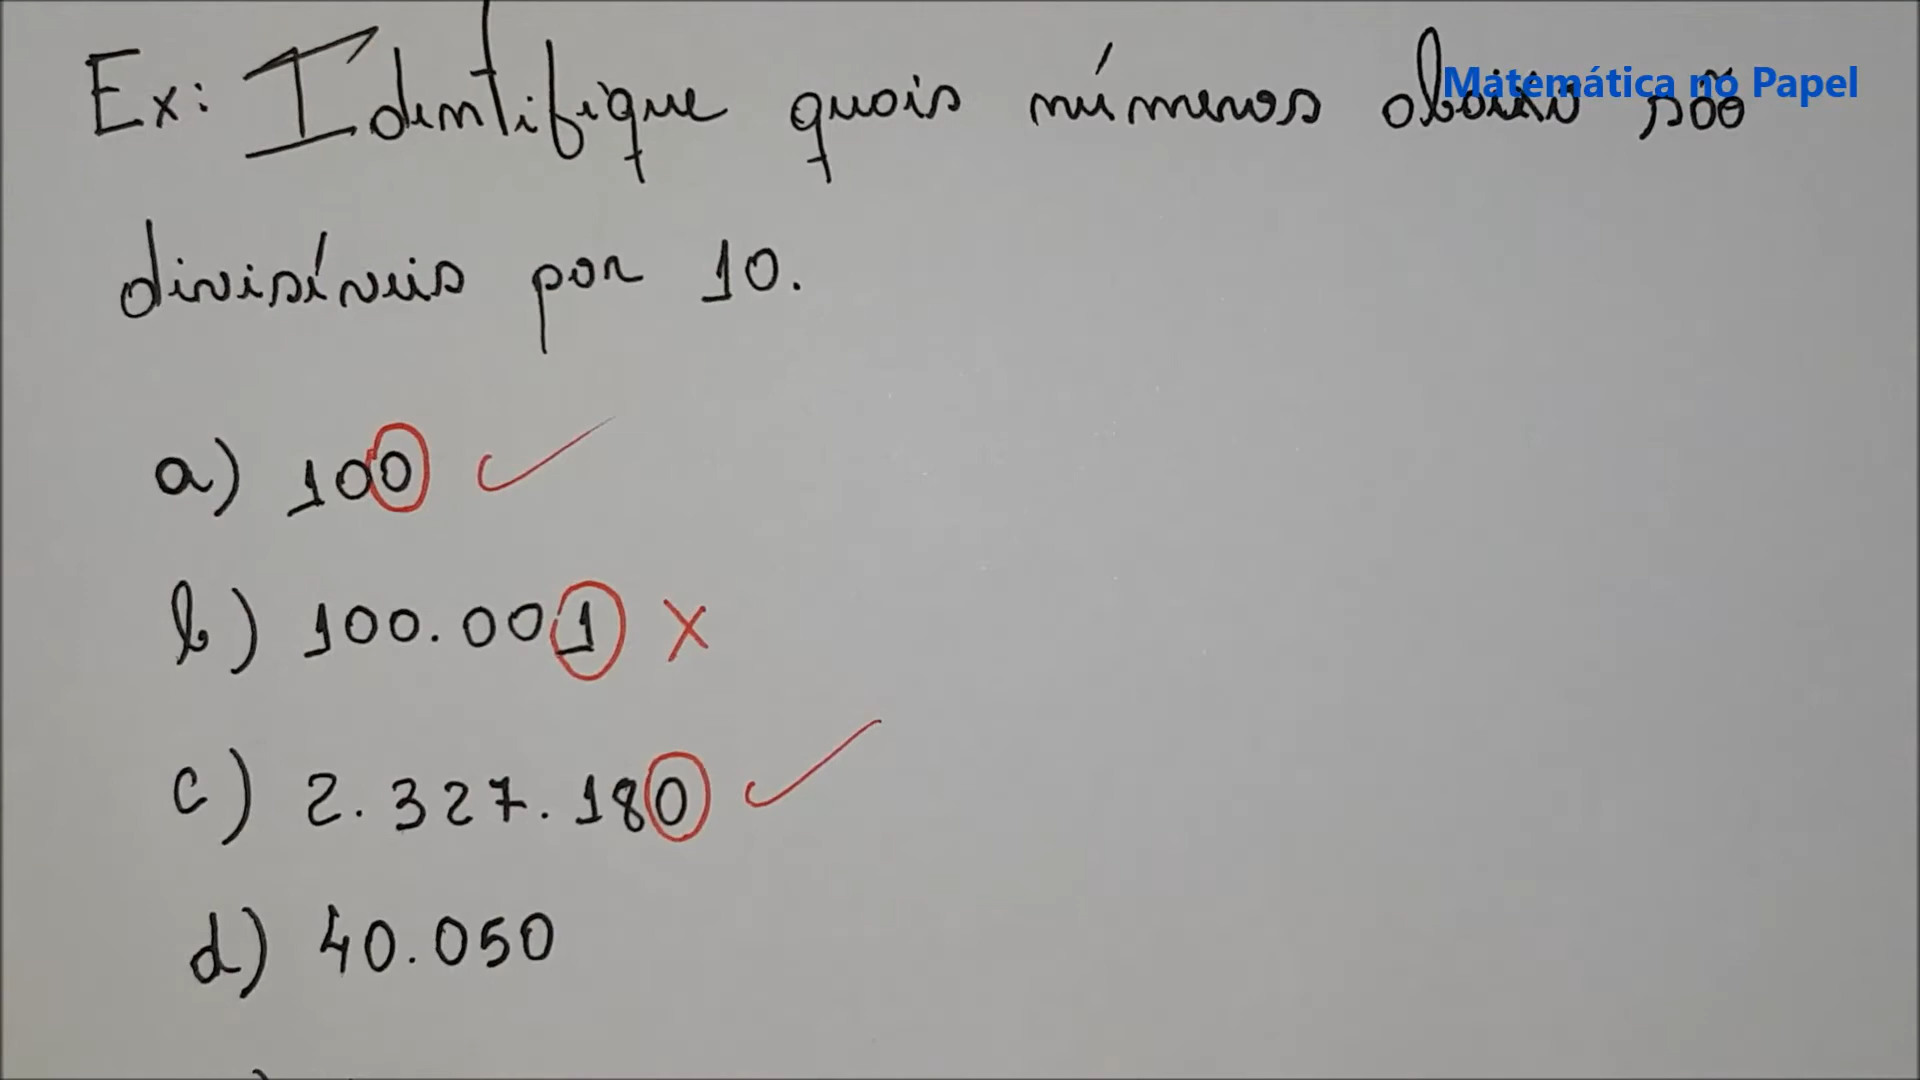 Matemática no Papel
Ex: Identifique quais números abaixo são
divisíveis por 10.
a) 100 ✓
b) 100.001 X
c) 2.327.180 ✓
d) 40.050